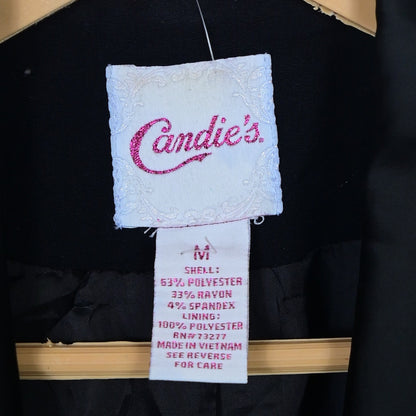 Candie's.
M
SHELL:
63% POLYESTER
33% RAYON
4% SPANDEX
LINING:
100% POLYESTER
RN# 73277
MADE IN VIETNAM
SEE REVERSE
FOR CARE